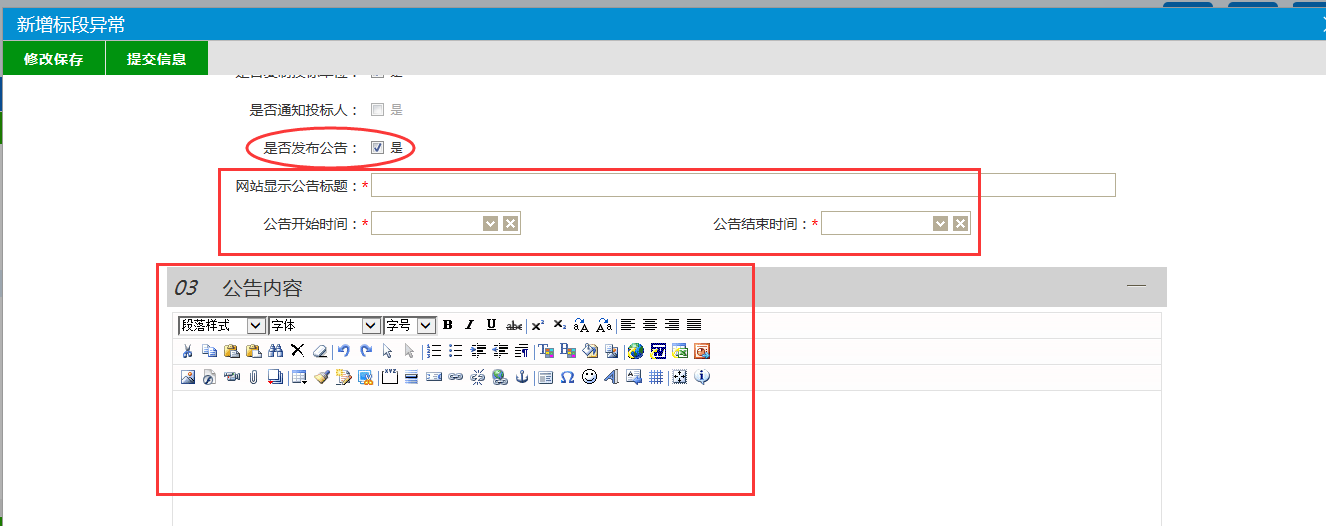 新增标段异常
修改保存 提交信息
是否通知投标人： 是
是否发布公告： 是
网站显示公告标题：*
公告开始时间：* 公告结束时间：*
03 公告内容
段落样式 字体 字号